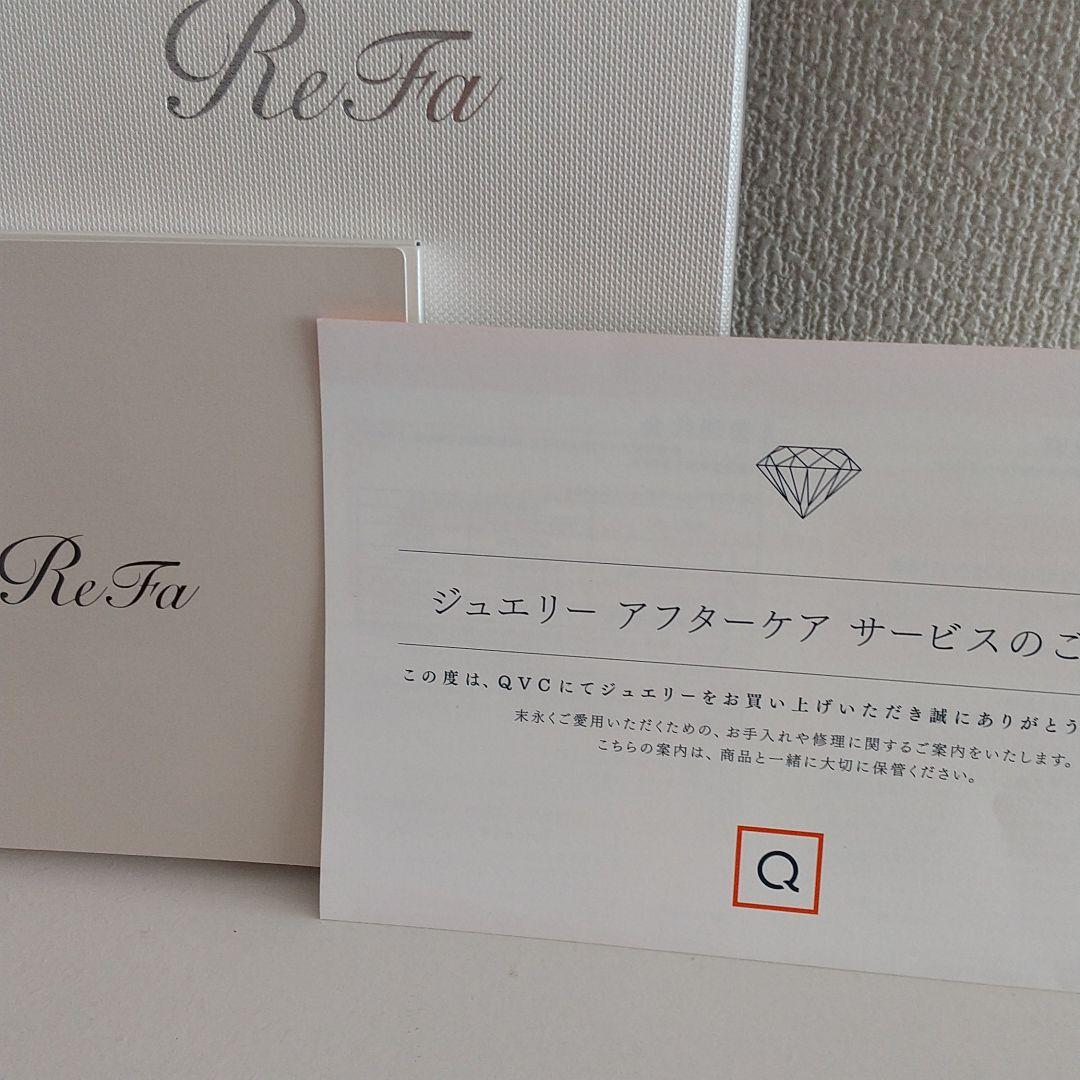 ReFa
ReFa
ジュエリー アフターケア サービスのご
この度は、QVCにてジュエリーをお買い上げいただき誠にありがとう
末永くご愛用いただくための、お手入れや修理に関するご案内をいたします。
こちらの案内は、商品と一緒に大切に保管ください。
Q